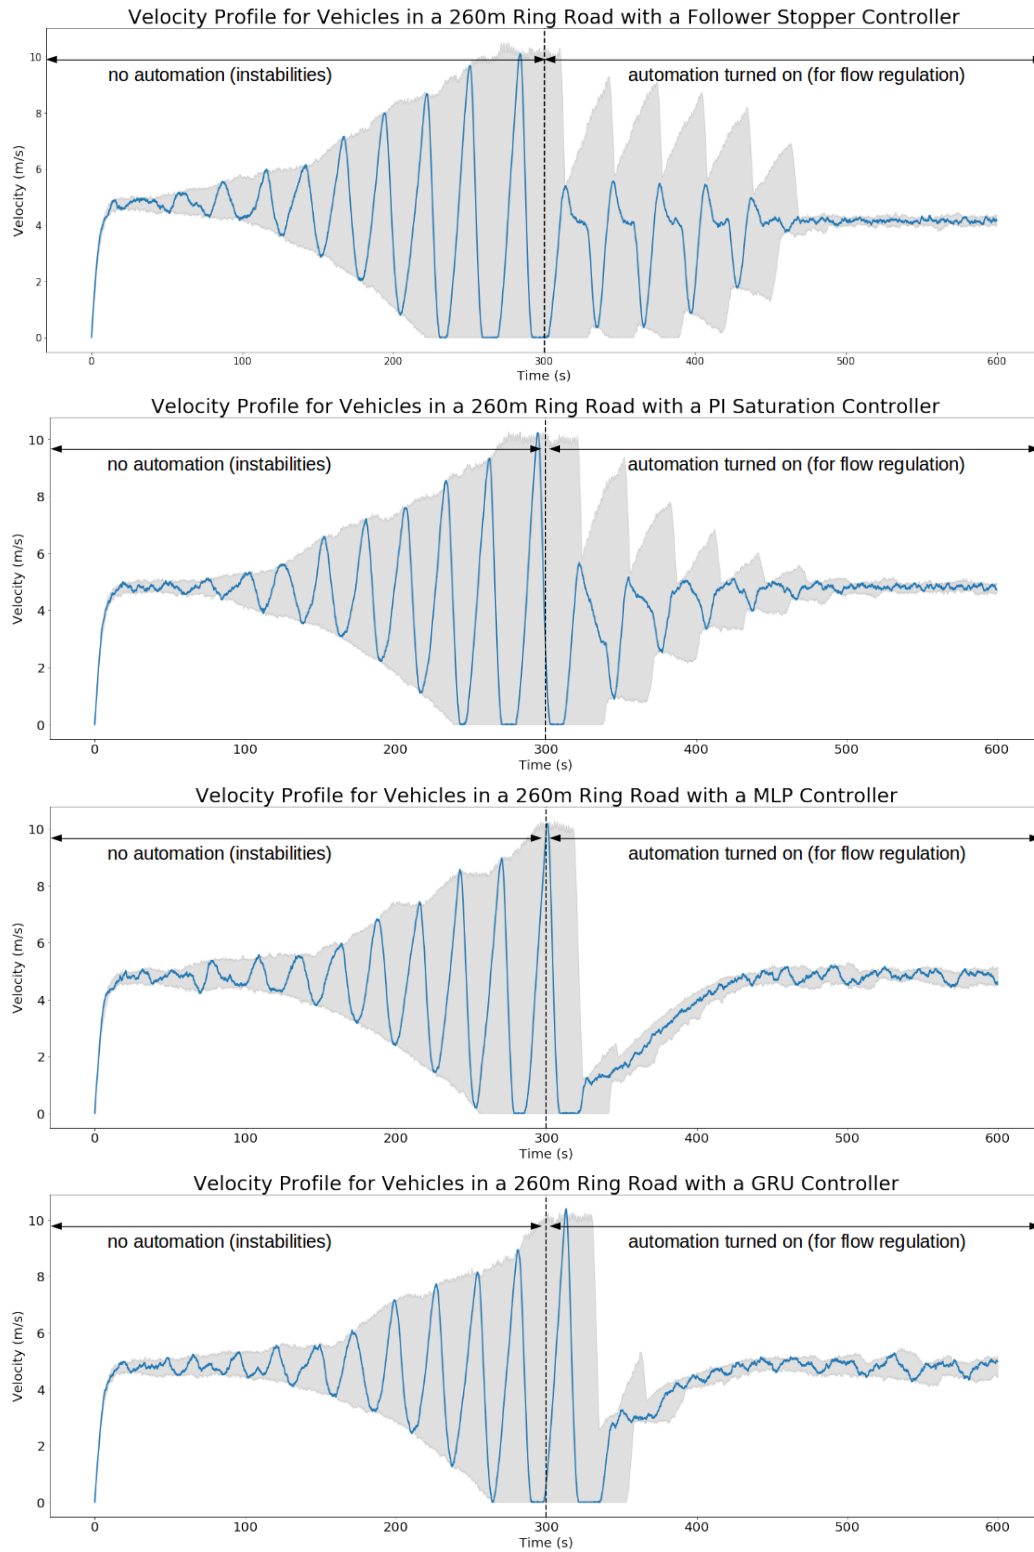 Velocity Profile for Vehicles in a 260m Ring Road with a Follower Stopper Controller
no automation (instabilities)
automation turned on (for flow regulation)
Velocity (m/s)
10
8
6
4
2
0
0 100 200 300 400 500 600
Time (s)
Velocity Profile for Vehicles in a 260m Ring Road with a PI Saturation Controller
no automation (instabilities)
automation turned on (for flow regulation)
Velocity (m/s)
10
8
6
4
2
0
0 100 200 300 400 500 600
Time (s)
Velocity Profile for Vehicles in a 260m Ring Road with a MLP Controller
no automation (instabilities)
automation turned on (for flow regulation)
Velocity (m/s)
10
8
6
4
2
0
0 100 200 300 400 500 600
Time (s)
Velocity Profile for Vehicles in a 260m Ring Road with a GRU Controller
no automation (instabilities)
automation turned on (for flow regulation)
Velocity (m/s)
10
8
6
4
2
0
0 100 200 300 400 500 600
Time (s)